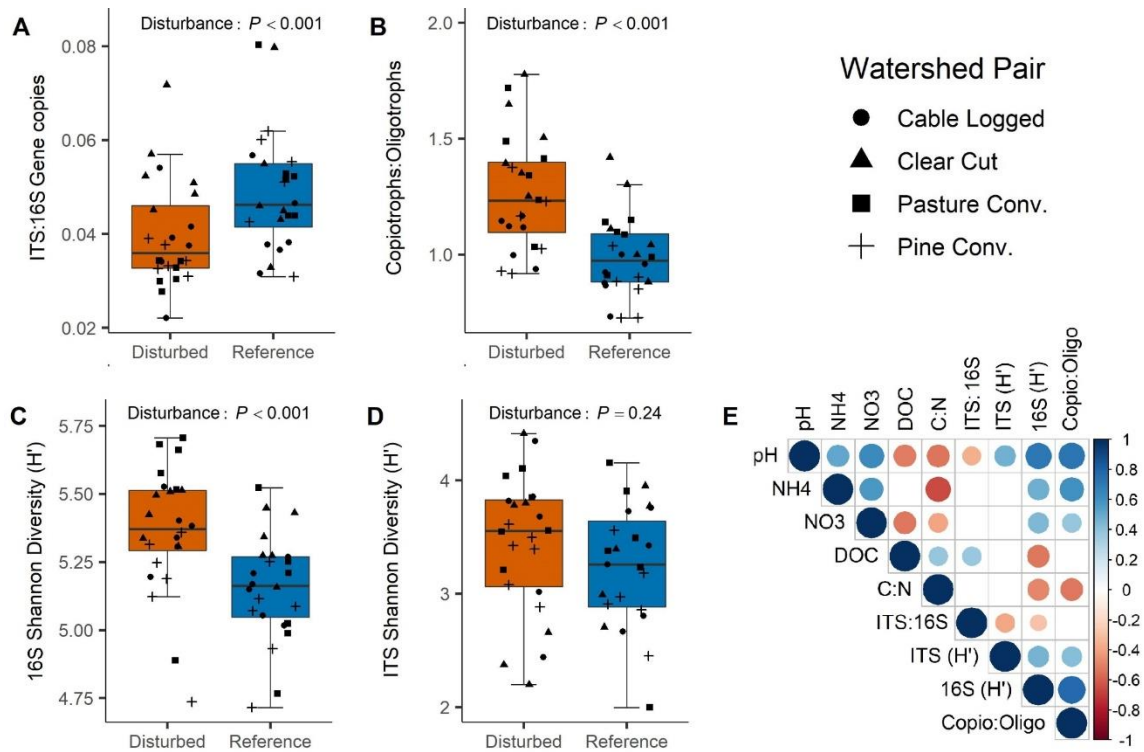 A
Disturbance : P < 0.001
ITS:16S Gene copies
0.08
0.06
0.04
0.02
Disturbed Reference
B
Disturbance : P < 0.001
Copiotrophs:Oligotrophs
2.0
1.5
1.0
Disturbed Reference
Watershed Pair
Cable Logged
Clear Cut
Pasture Conv.
Pine Conv.
C
Disturbance : P < 0.001
16S Shannon Diversity (H')
5.75
5.50
5.25
5.00
4.75
Disturbed Reference
D
Disturbance : P = 0.24
ITS Shannon Diversity (H')
4
3
2
Disturbed Reference
E
pH NH4 NO3 DOC C:N ITS: 16S ITS (H') 16S (H') Copio:Oligo
pH
NH4
NO3
DOC
C:N
ITS:16S
ITS (H')
16S (H')
Copio:Oligo
1
0.8
0.6
0.4
0.2
0
-0.2
-0.4
-0.6
-0.8
-1